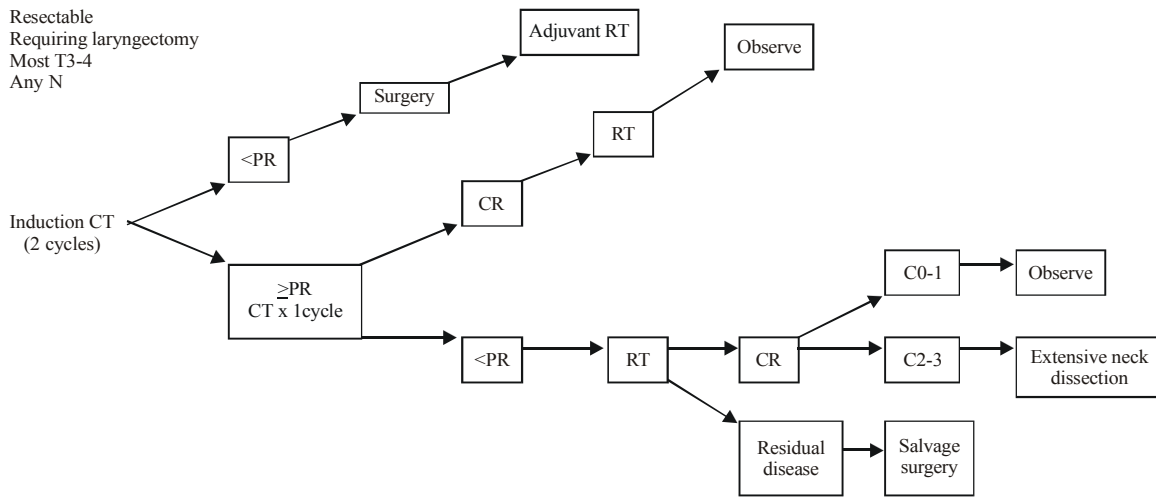 Resectable
Requiring laryngectomy
Most T3-4
Any N
Adjuvant RT
Observe
Surgery
RT
<PR
CR
Induction CT
(2 cycles)
≥PR
CT x 1cycle
C0-1
Observe
<PR
RT
CR
C2-3
Extensive neck
dissection
Residual
disease
Salvage
surgery